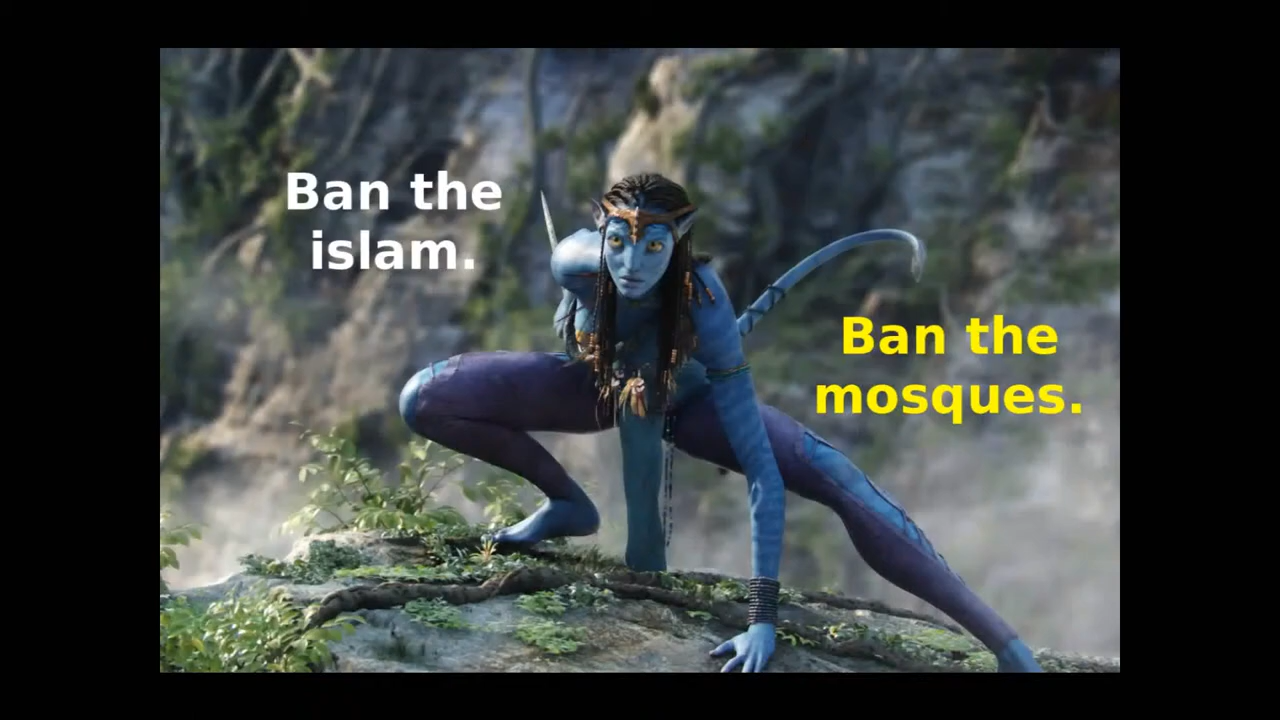 Ban the
islam.
Ban the
mosques.